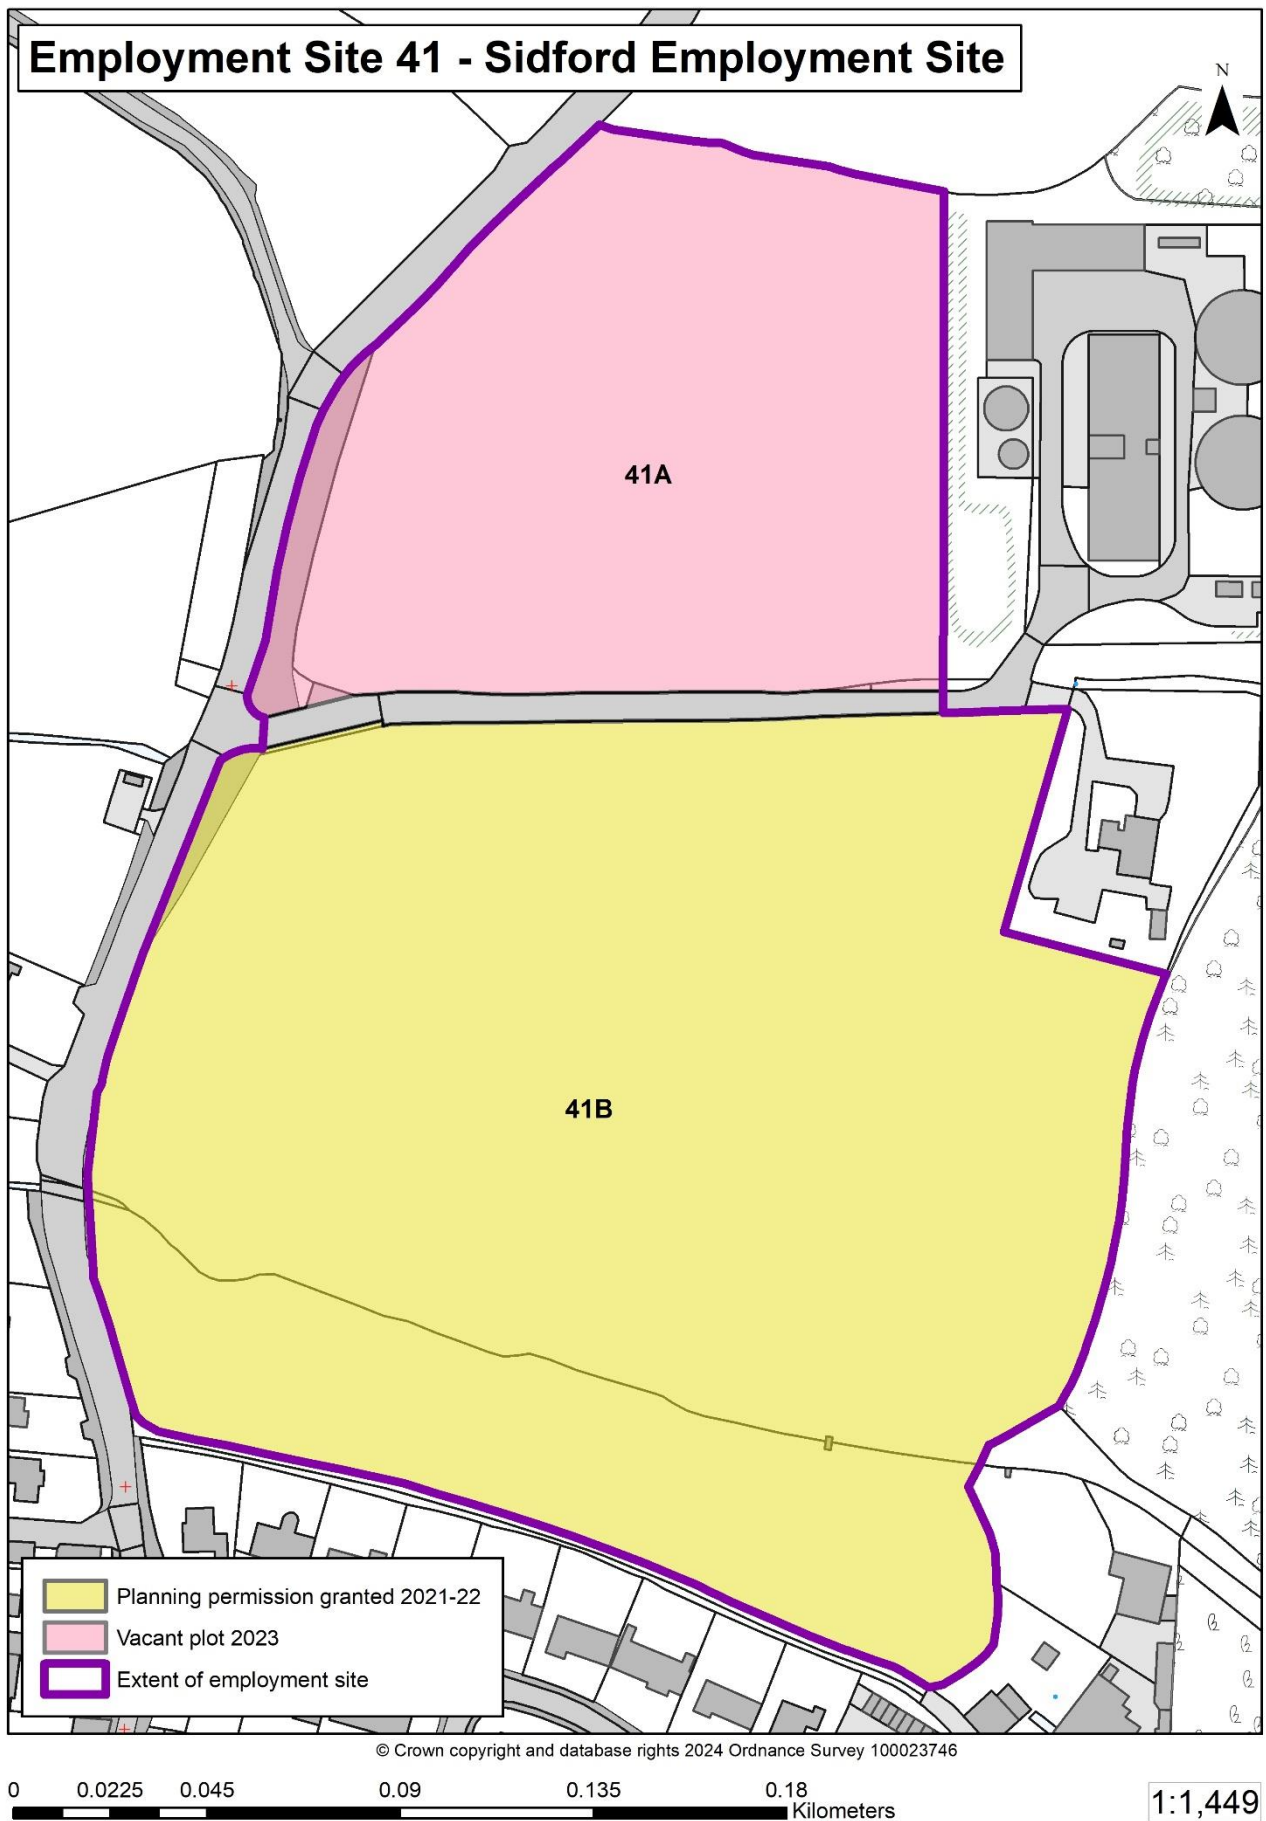 Employment Site 41 - Sidford Employment Site
N
41A
41B
Planning permission granted 2021-22
Vacant plot 2023
Extent of employment site
© Crown copyright and database rights 2024 Ordnance Survey 100023746
0 0.0225 0.045 0.09 0.135 0.18
Kilometers
1:1,449